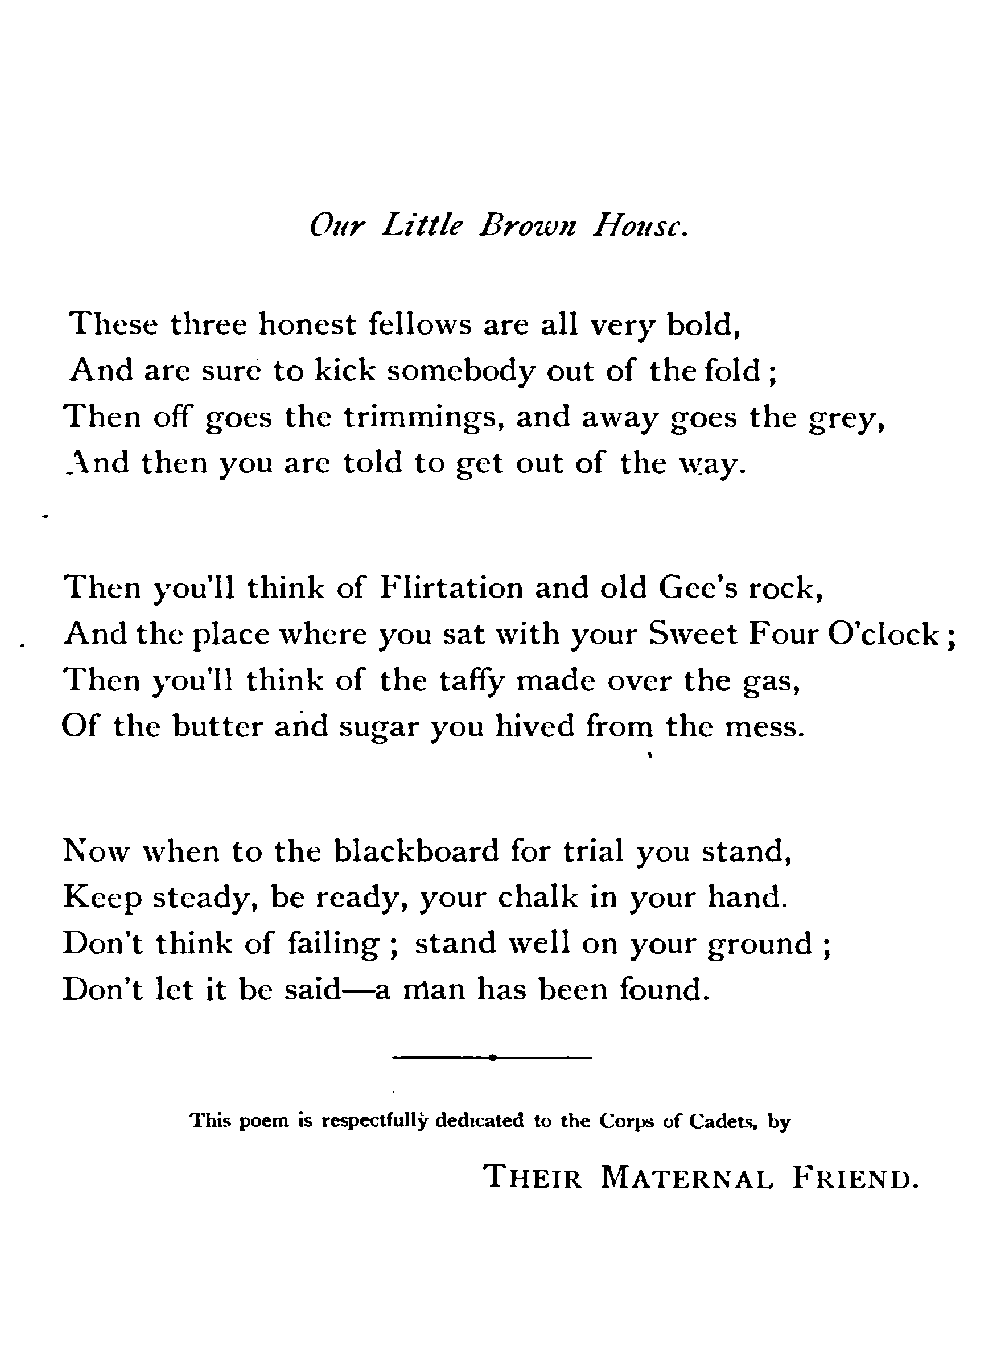 Our Little Brown House.
These three honest fellows are all very bold,
And are sure to kick somebody out of the fold ;
Then off goes the trimmings, and away goes the grey,
And then you are told to get out of the way.
Then you'll think of Flirtation and old Gee's rock,
And the place where you sat with your Sweet Four O'clock ;
Then you'll think of the taffy made over the gas,
Of the butter and sugar you hived from the mess.
Now when to the blackboard for trial you stand,
Keep steady, be ready, your chalk in your hand.
Don't think of failing ; stand well on your ground ;
Don't let it be said—a man has been found.
This poem is respectfully dedicated to the Corps of Cadets, by
THEIR MATERNAL FRIEND.